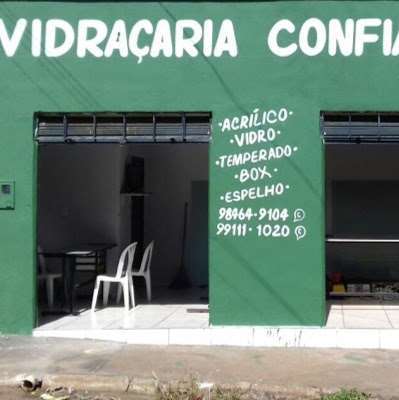 VIDRAÇARIA CONFIA
·ACRÍLICO·
·VIDRO·
·TEMPERADO·
·BOX·
·ESPELHO·
98464-9104
99111-1020